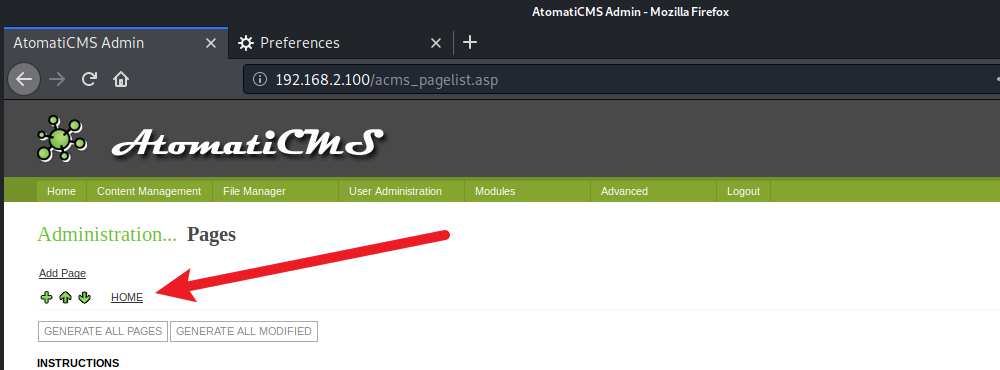 AtomatiCMS Admin - Mozilla Firefox
AtomatiCMS Admin Preferences
192.168.2.100/acms_pagelist.asp
AtomatiCMS
Home Content Management File Manager User Administration Modules Advanced Logout
Administration... Pages
Add Page
HOME
GENERATE ALL PAGES GENERATE ALL MODIFIED
INSTRUCTIONS